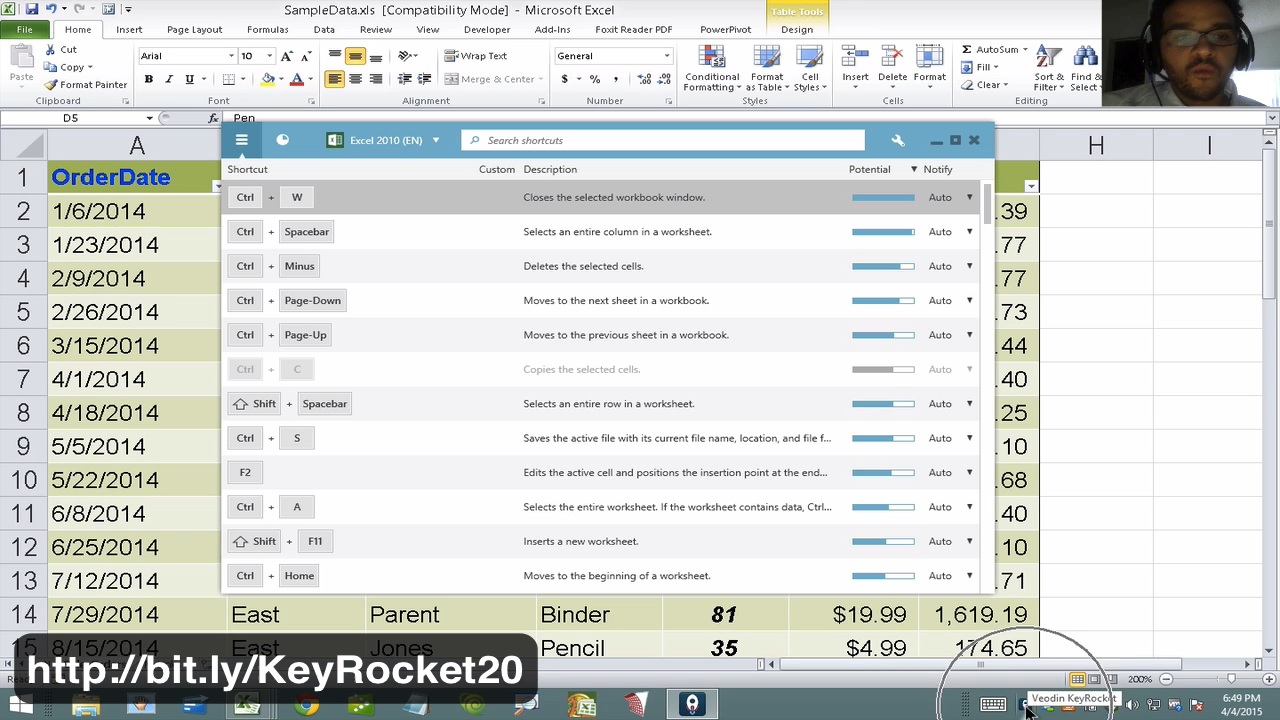 SampleData.xls [Compatibility Mode] - Microsoft Excel
Table Tools
File Home Insert Page Layout Formulas Data Review View Developer Add-Ins Foxit Reader PDF PowerPivot Design
Paste
Cut
Copy
Format Painter
Clipboard
Arial 10
B I U
Font
Wrap Text
Merge & Center
Alignment
General
$ % ,
Number
Conditional Formatting
Format as Table
Cell Styles
Styles
Insert Delete Format
Cells
AutoSum
Fill
Clear
Sort & Filter
Find & Select
Editing
D5 Pen
A H I
Excel 2010 (EN) Search shortcuts
Shortcut Custom Description Potential Notify
Ctrl + W Closes the selected workbook window. Auto
Ctrl + Spacebar Selects an entire column in a worksheet. Auto
Ctrl + Minus Deletes the selected cells. Auto
Ctrl + Page-Down Moves to the next sheet in a workbook. Auto
Ctrl + Page-Up Moves to the previous sheet in a workbook. Auto
Ctrl + C Copies the selected cells. Auto
Shift + Spacebar Selects an entire row in a worksheet. Auto
Ctrl + S Saves the active file with its current file name, location, and file f... Auto
F2 Edits the active cell and positions the insertion point at the end... Auto
Ctrl + A Selects the entire worksheet. If the worksheet contains data, Ctrl... Auto
Shift + F11 Inserts a new worksheet. Auto
Ctrl + Home Moves to the beginning of a worksheet. Auto
1 OrderDate
2 1/6/2014 .39
3 1/23/2014 .77
4 2/9/2014 .77
5 2/26/2014 .73
6 3/15/2014 .44
7 4/1/2014 .40
8 4/18/2014 .25
9 5/5/2014 .10
10 5/22/2014 .68
11 6/8/2014 .40
12 6/25/2014 .10
13 7/12/2014 .71
14 7/29/2014 East Parent Binder 81 $19.99 1,619.19
15 8/15/2014 East Jones Pencil 35 $4.99 174.65
http://bit.ly/KeyRocket20
200%
Veodin KeyRocket
6:49 PM
4/4/2015